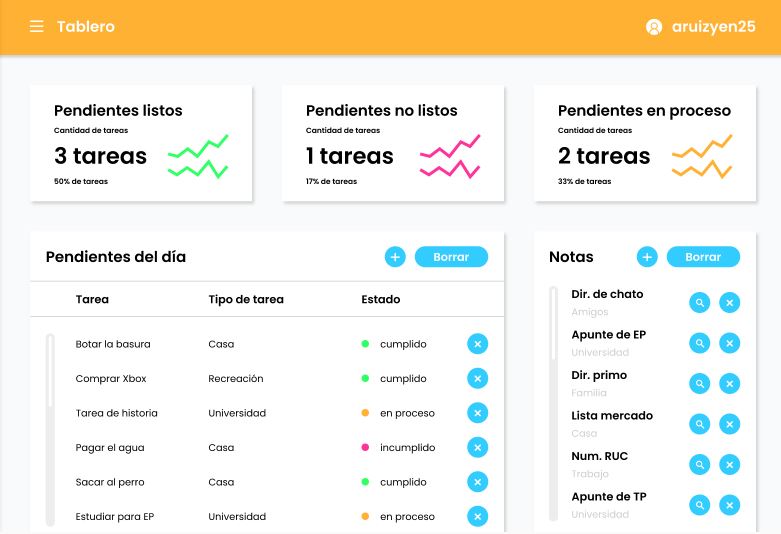 Tablero
aruizyen25
Pendientes listos
Cantidad de tareas
3 tareas
50% de tareas
Pendientes no listos
Cantidad de tareas
1 tareas
17% de tareas
Pendientes en proceso
Cantidad de tareas
2 tareas
33% de tareas
Pendientes del día
Borrar
Tarea Tipo de tarea Estado
Botar la basura Casa cumplido
Comprar Xbox Recreación cumplido
Tarea de historia Universidad en proceso
Pagar el agua Casa incumplido
Sacar al perro Casa cumplido
Estudiar para EP Universidad en proceso
Notas
Borrar
Dir. de chato
Amigos
Apunte de EP
Universidad
Dir. primo
Familia
Lista mercado
Casa
Num. RUC
Trabajo
Apunte de TP
Universidad